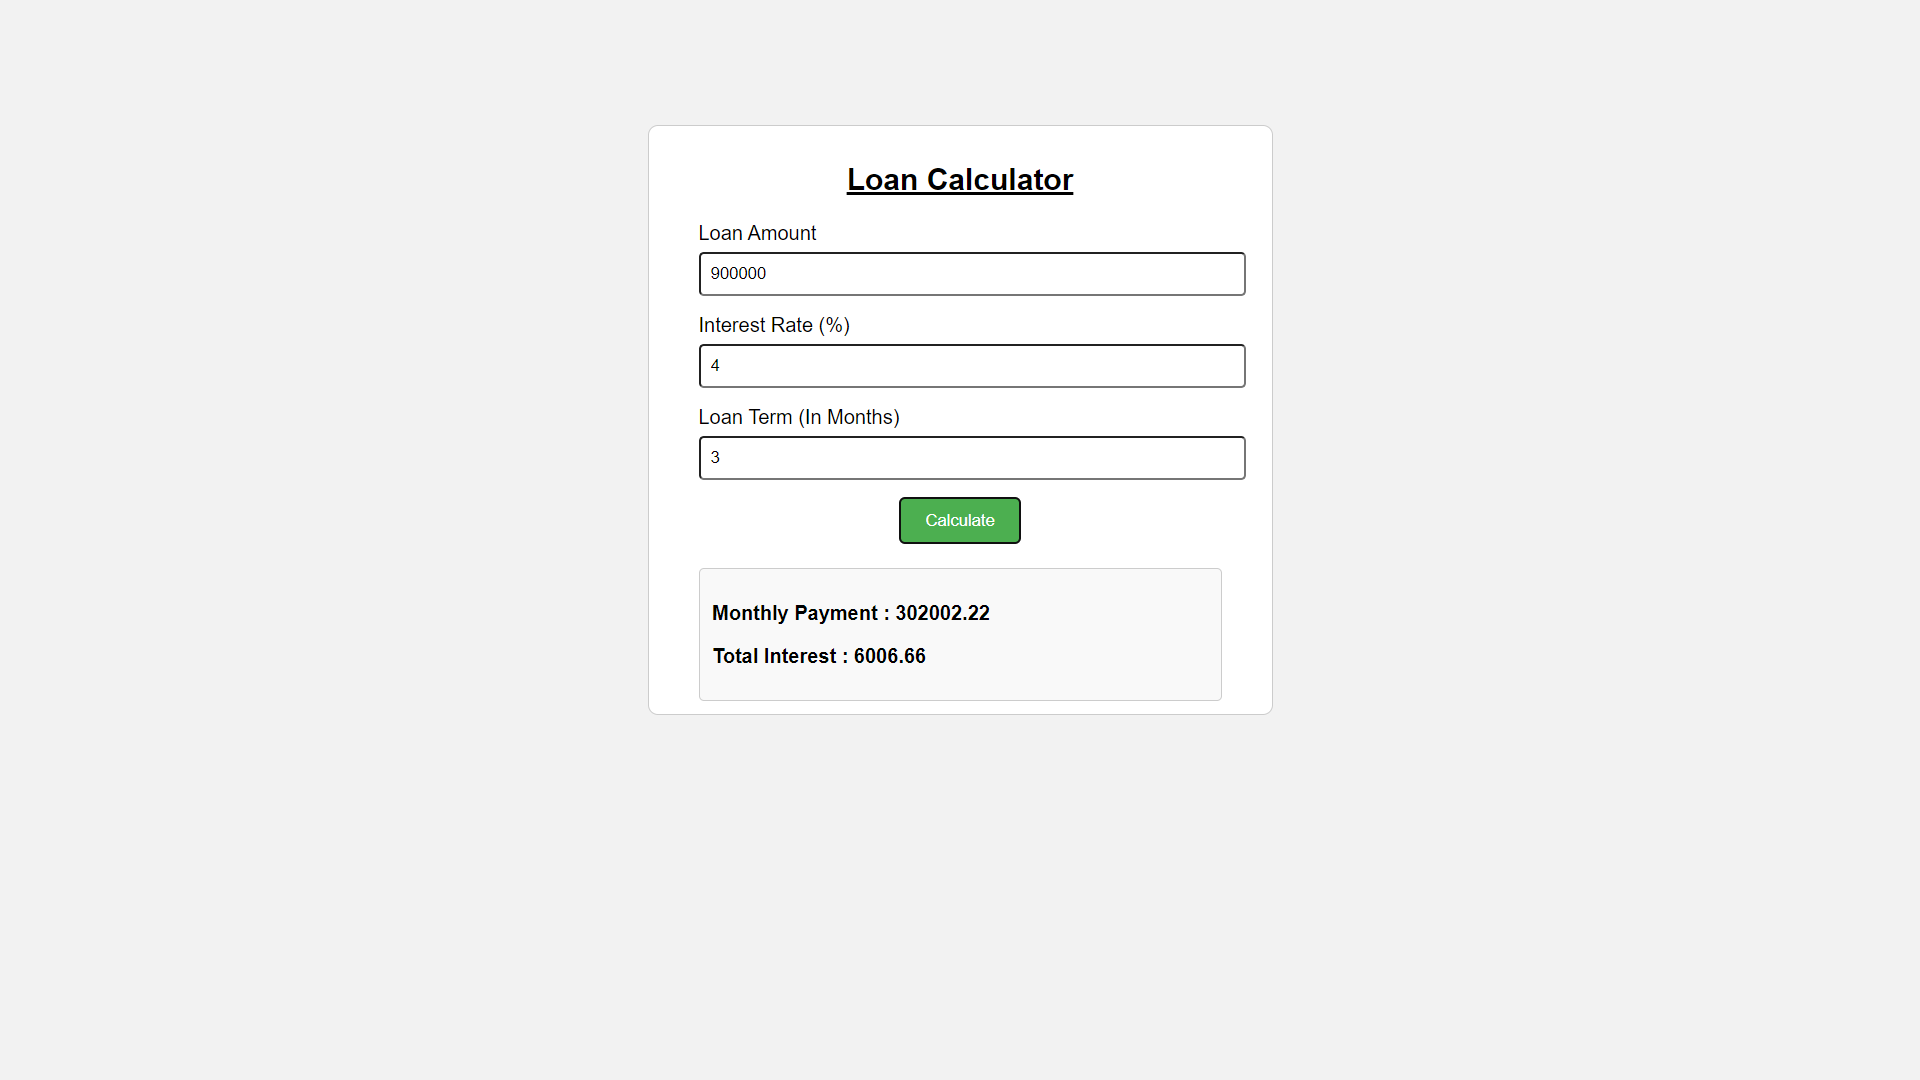 Loan Calculator
Loan Amount
900000
Interest Rate (%)
4
Loan Term (In Months)
3
Calculate
Monthly Payment : 302002.22
Total Interest : 6006.66